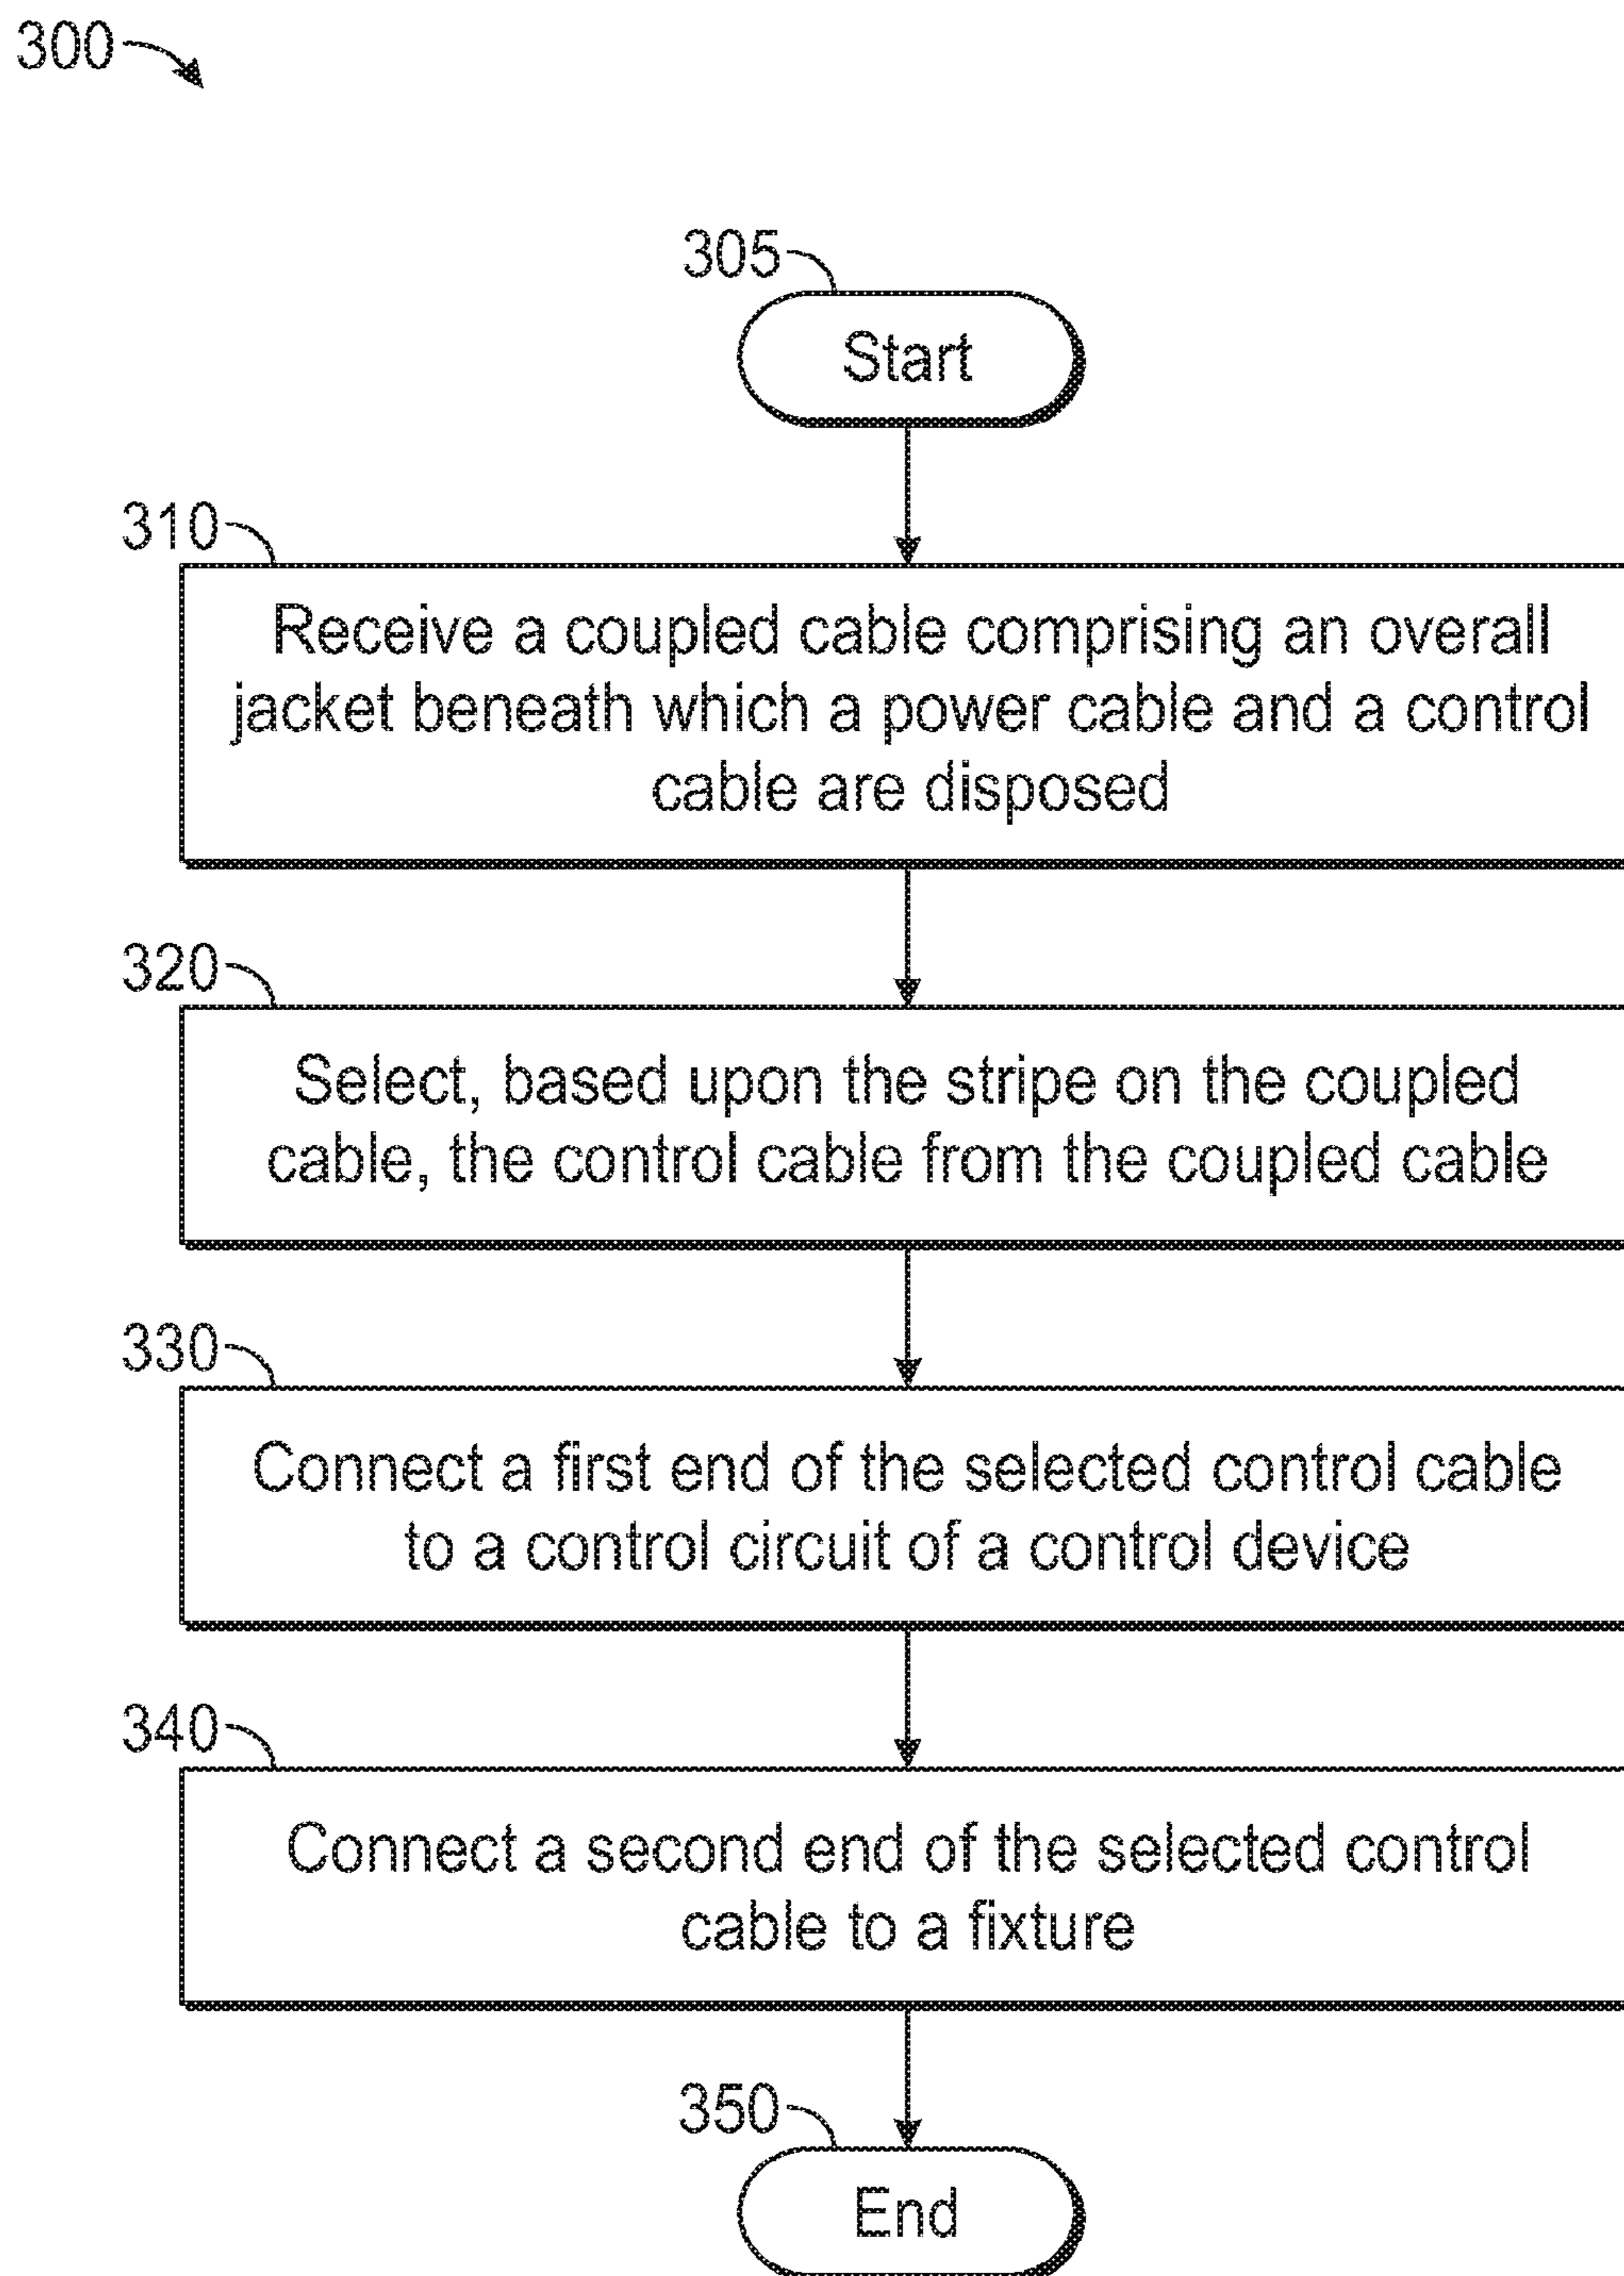 300
305
Start
310
Receive a coupled cable comprising an overall
jacket beneath which a power cable and a control
cable are disposed
320
Select, based upon the stripe on the coupled
cable, the control cable from the coupled cable
330
Connect a first end of the selected control cable
to a control circuit of a control device
340
Connect a second end of the selected control
cable to a fixture
350
End